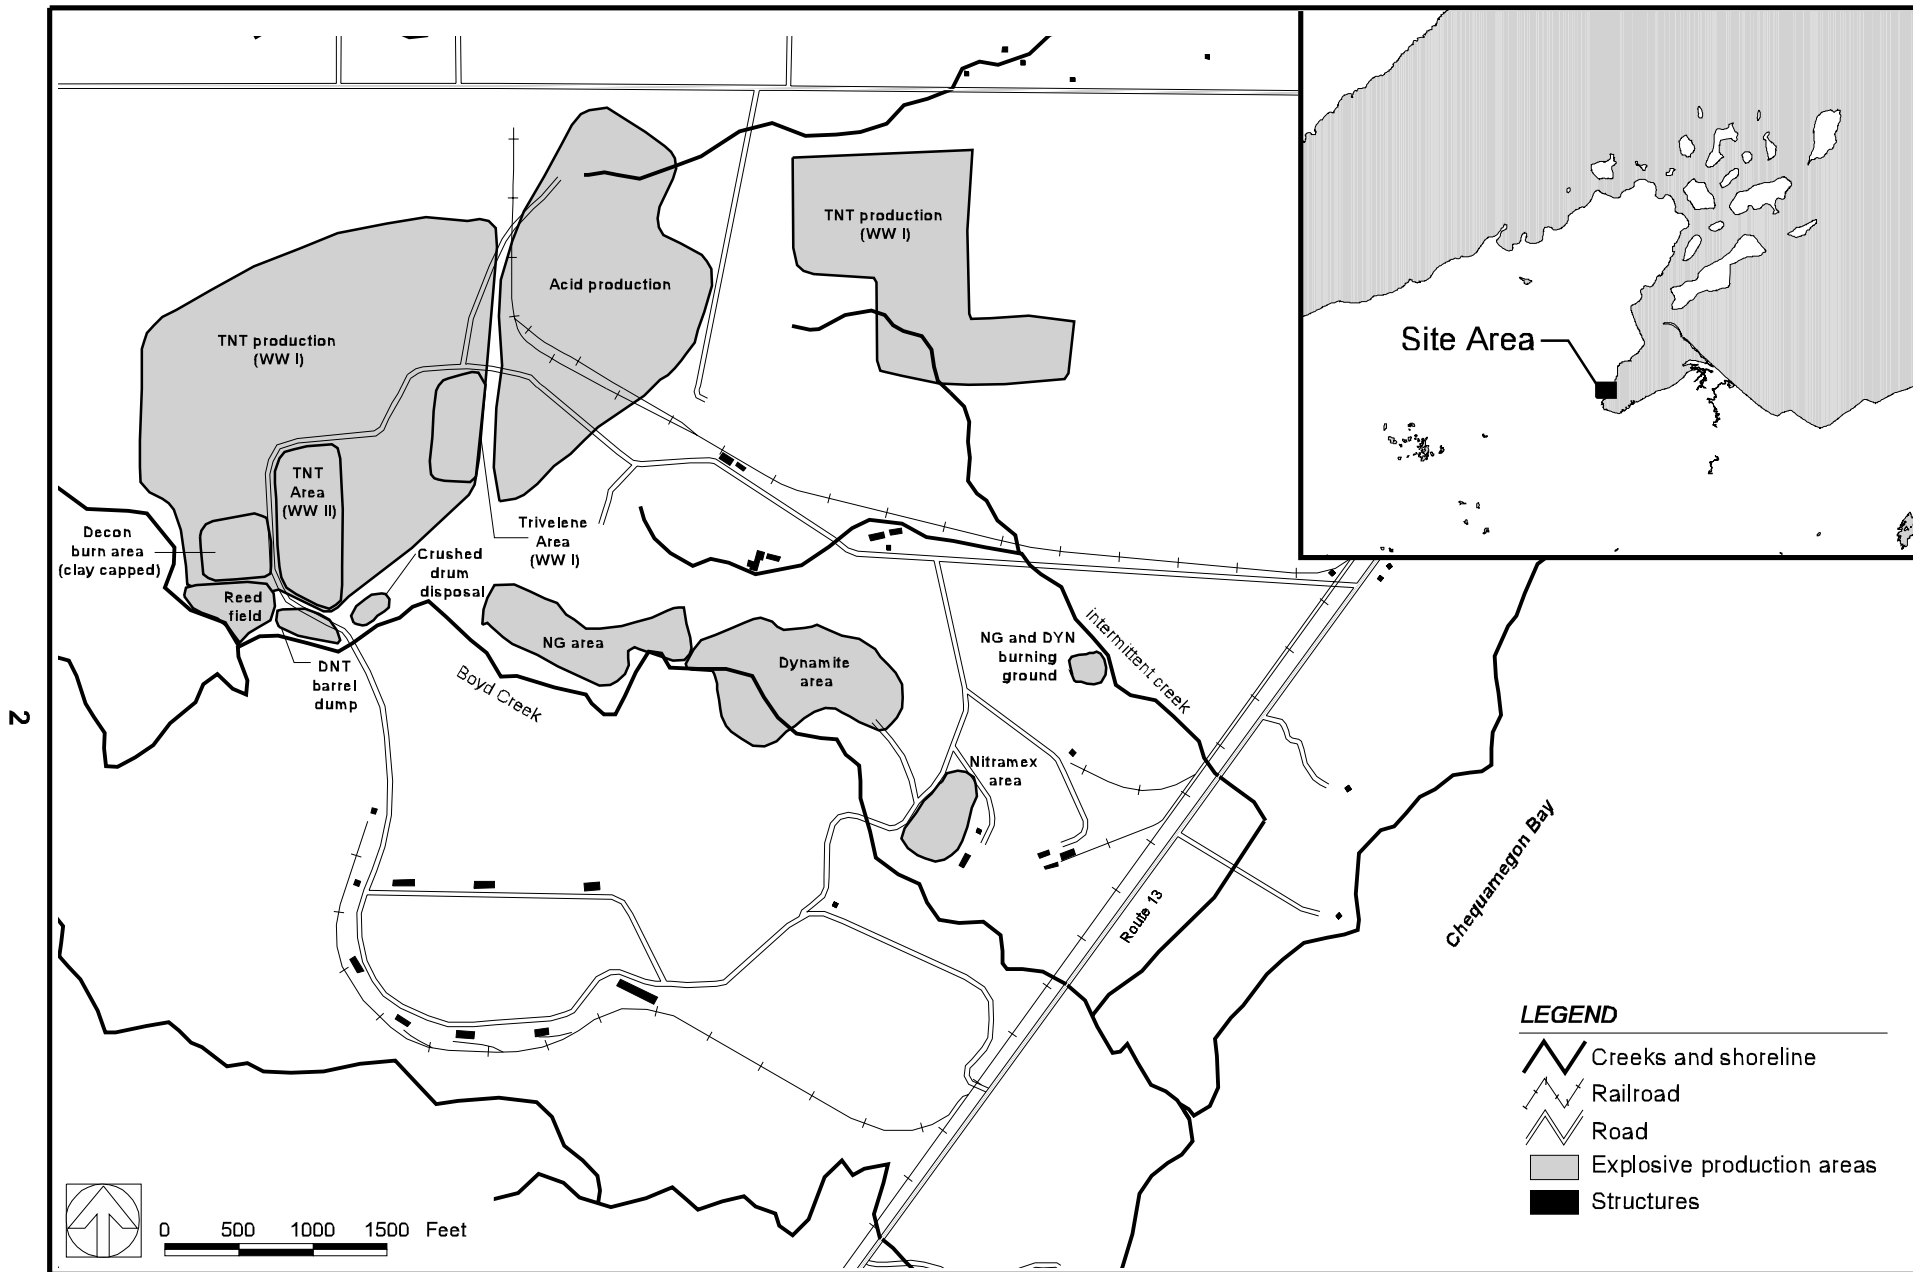 TNT production
(WW I)
Acid production
TNT production
(WW I)
Site Area
TNT
Area
(WW II)
Trivelene
Area
(WW I)
Decon
burn area
(clay capped)
Crushed
drum
disposal
Reed
field
DNT
barrel
dump
NG area
Boyd Creek
Dynamite
area
NG and DYN
burning
ground
intermittent creek
Nitramex
area
Route 13
Chequamegon Bay
2
LEGEND
Creeks and shoreline
Railroad
Road
Explosive production areas
Structures
0 500 1000 1500 Feet